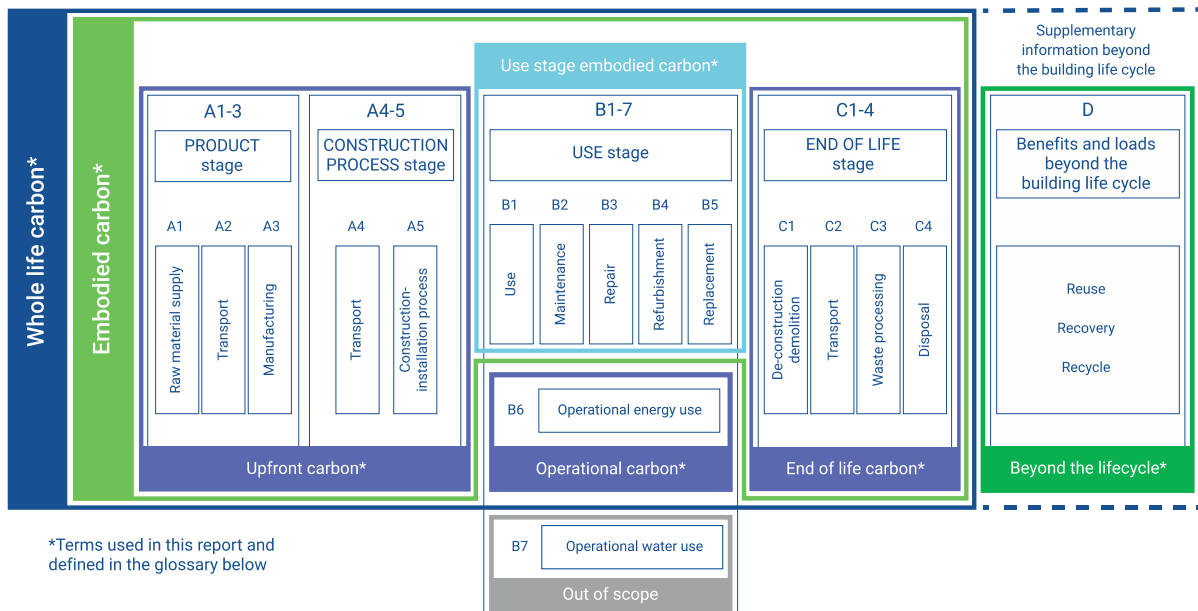 Whole life carbon*
Embodied carbon*
Use stage embodied carbon*
Supplementary
information beyond
the building life cycle
A1-3
PRODUCT
stage
A1
A2
A3
Raw material supply
Transport
Manufacturing
A4-5
CONSTRUCTION
PROCESS stage
A4
A5
Transport
Construction-
installation process
Upfront carbon*
B1-7
USE stage
B1
B2
B3
B4
B5
Use
Maintenance
Repair
Refurbishment
Replacement
B6
Operational energy use
Operational carbon*
B7
Operational water use
Out of scope
C1-4
END OF LIFE
stage
C1
C2
C3
C4
De-construction
demolition
Transport
Waste processing
Disposal
End of life carbon*
D
Benefits and loads
beyond the
building life cycle
Reuse
Recovery
Recycle
Beyond the lifecycle*
*Terms used in this report and
defined in the glossary below